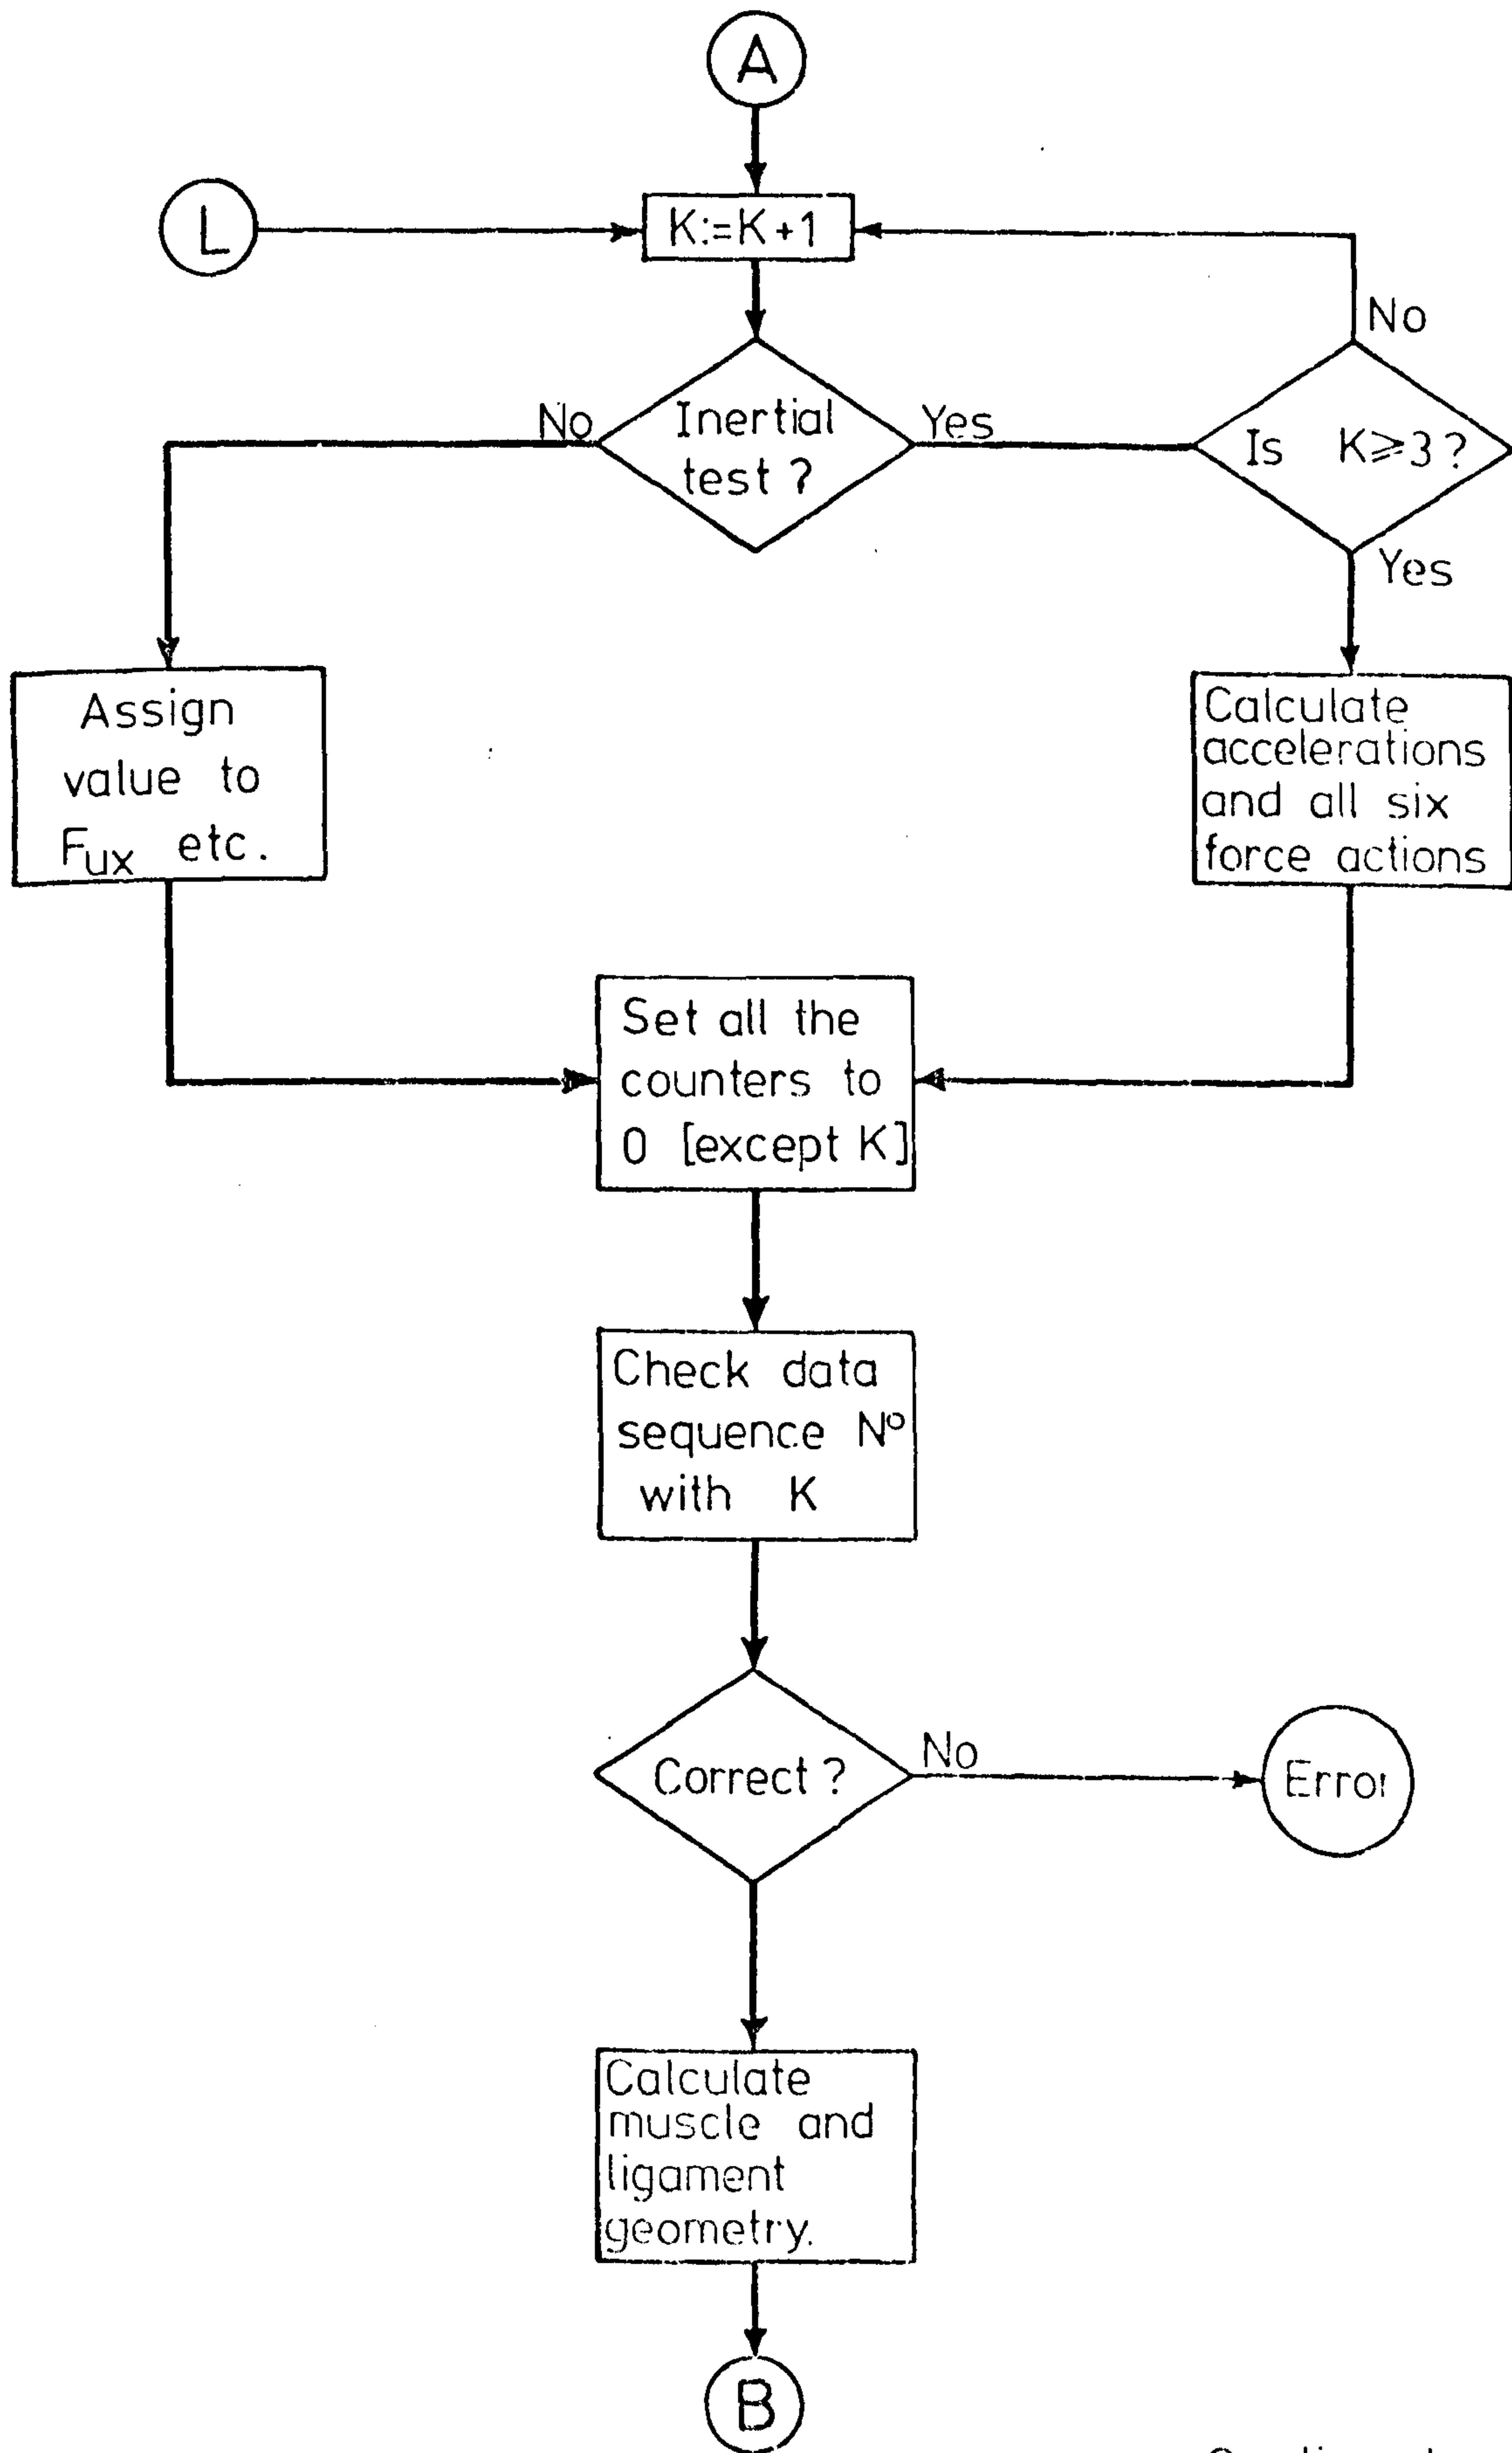 A
L
K:=K+1
No
Inertial
test ?
No
Yes
Is K⩾3 ?
Yes
Assign
value to
Fux etc.
Calculate
accelerations
and all six
force actions
Set all the
counters to
0 [except K]
Check data
sequence Nº
with K
Correct ?
No
Error
Calculate
muscle and
ligament
geometry.
B